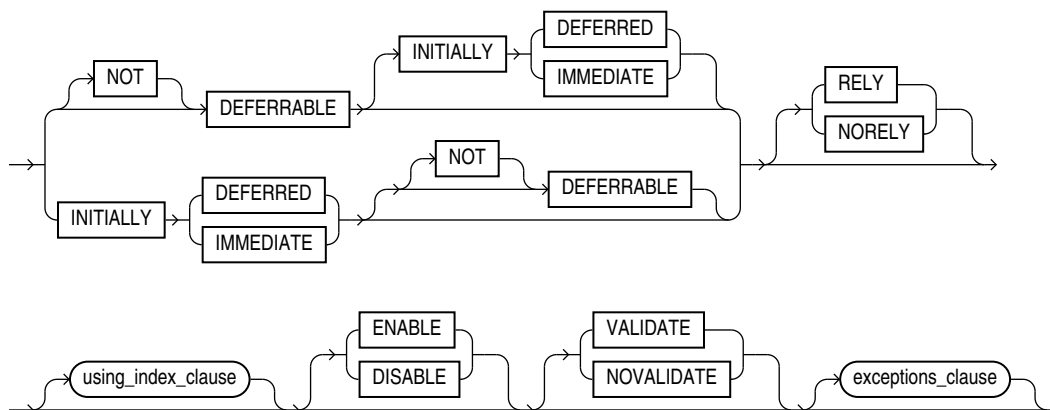 DEFERRED
INITIALLY
NOT
IMMEDIATE
RELY
DEFERRABLE
NORELY
NOT
DEFERRED
DEFERRABLE
INITIALLY
IMMEDIATE
ENABLE
VALIDATE
using_index_clause
DISABLE
NOVALIDATE
exceptions_clause